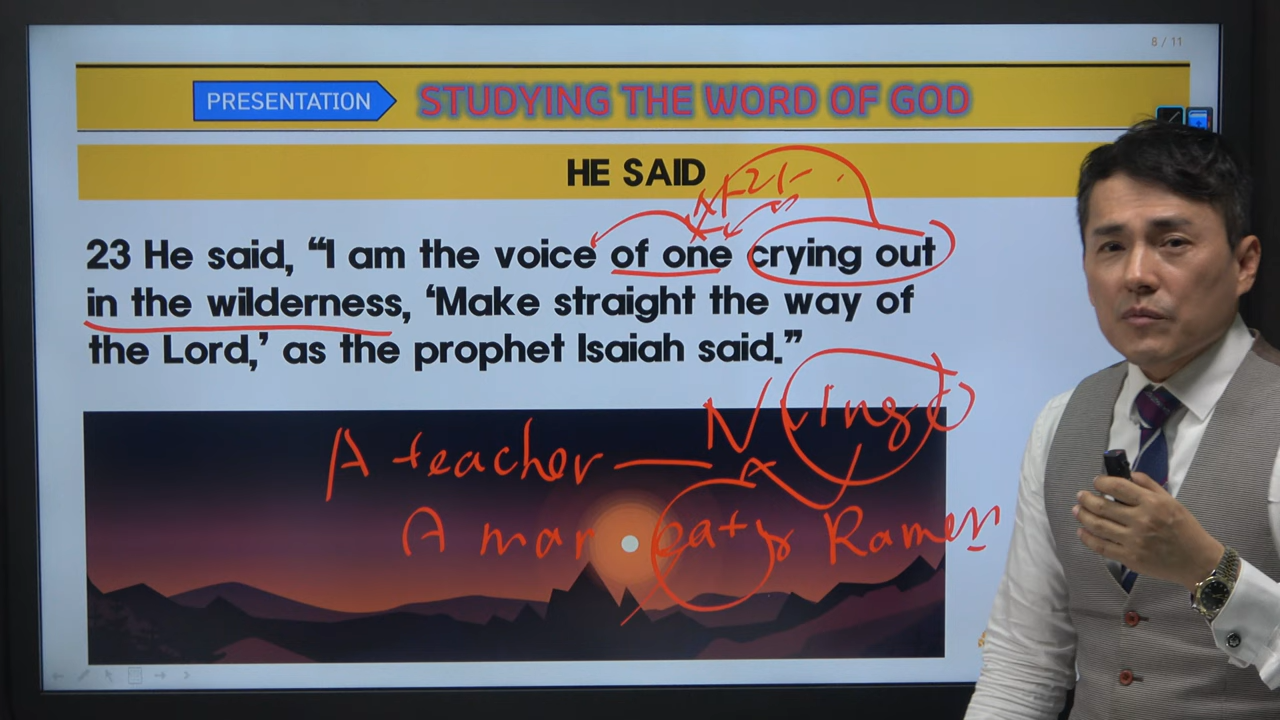 8 / 11
PRESENTATION
STUDYING THE WORD OF GOD
HE SAID
23 He said, “I am the voice of one crying out
in the wilderness, ‘Make straight the way of
the Lord,’ as the prophet Isaiah said.”
A teacher — N ing
A man eat Ramen